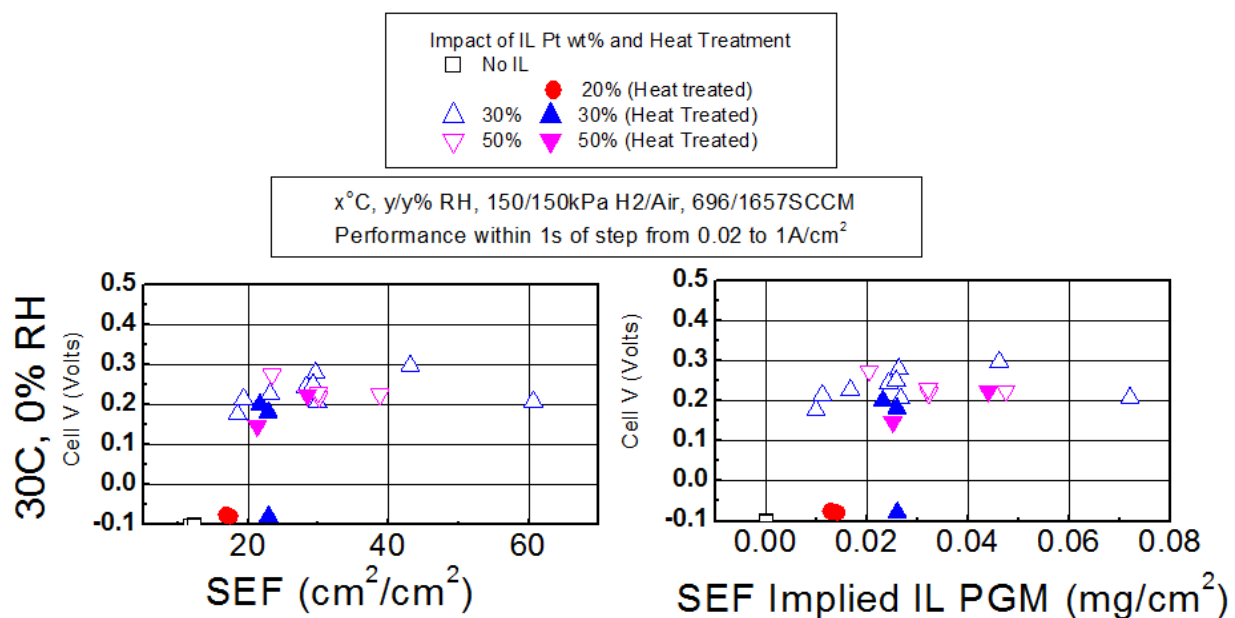 Impact of IL Pt wt% and Heat Treatment
No IL
20% (Heat treated)
30% 30% (Heat Treated)
50% 50% (Heat Treated)
x°C, y/y% RH, 150/150kPa H2/Air, 696/1657SCCM
Performance within 1s of step from 0.02 to 1A/cm²
30C, 0% RH
Cell V (Volts)
0.5
0.4
0.3
0.2
0.1
0.0
-0.1
20 40 60
SEF (cm²/cm²)
Cell V (Volts)
0.5
0.4
0.3
0.2
0.1
0.0
-0.1
0.00 0.02 0.04 0.06 0.08
SEF Implied IL PGM (mg/cm²)